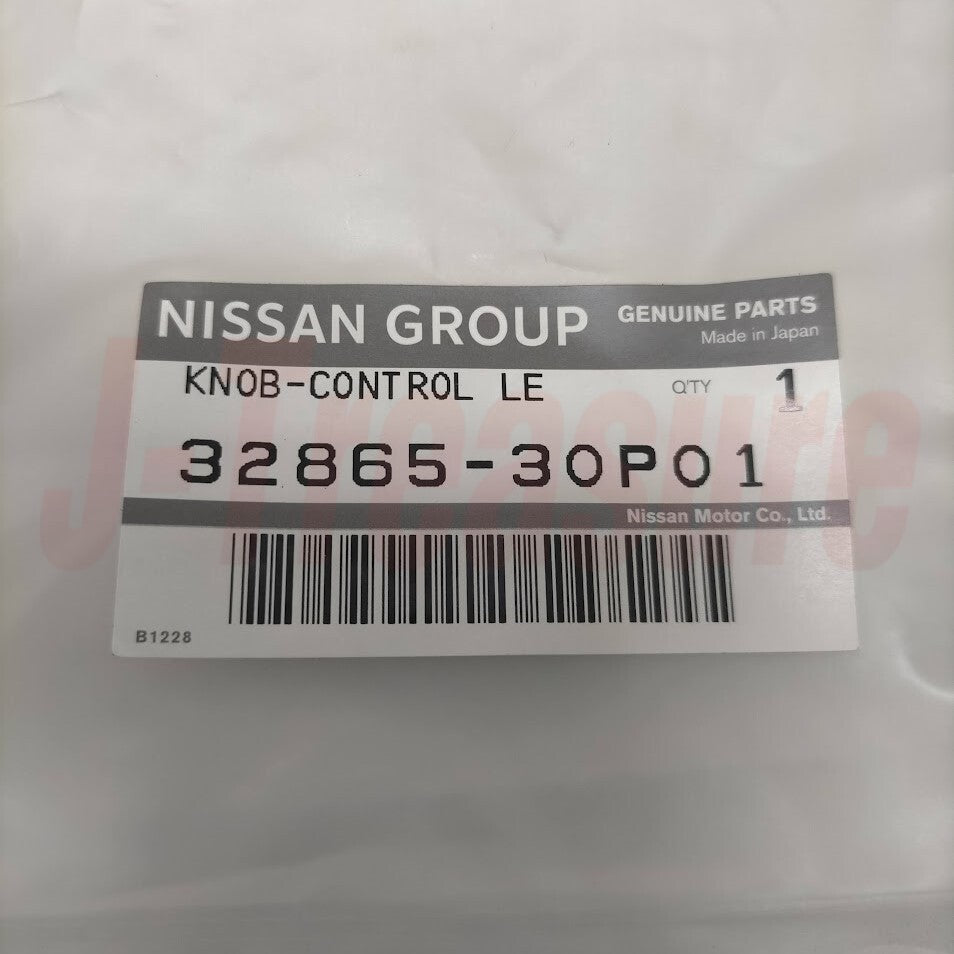 NISSAN GROUP GENUINE PARTS
Made in Japan
KNOB-CONTROL LE Q'TY 1
32865-30P01
Nissan Motor Co., Ltd.
B1228
J-Treasure